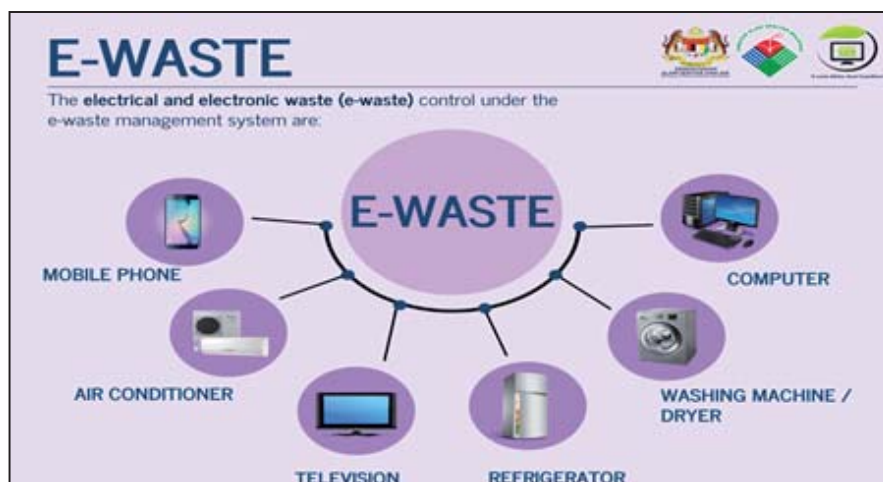 E-WASTE
The electrical and electronic waste (e-waste) control under the
e-waste management system are:
E-WASTE
MOBILE PHONE
COMPUTER
AIR CONDITIONER
WASHING MACHINE /
DRYER
TELEVISION
REFRIGERATOR